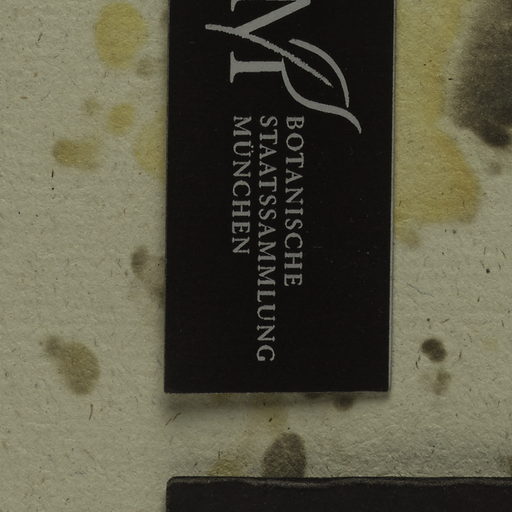 M
BOTANISCHE
STAATSSAMMLUNG
MÜNCHEN